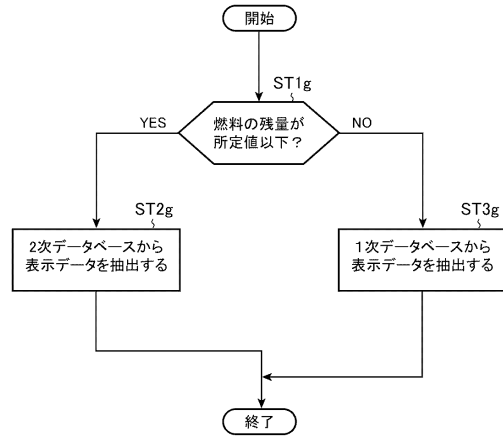 開始
ST1g
燃料の残量が
所定値以下？
YES
NO
ST2g
2次データベースから
表示データを抽出する
ST3g
1次データベースから
表示データを抽出する
終了